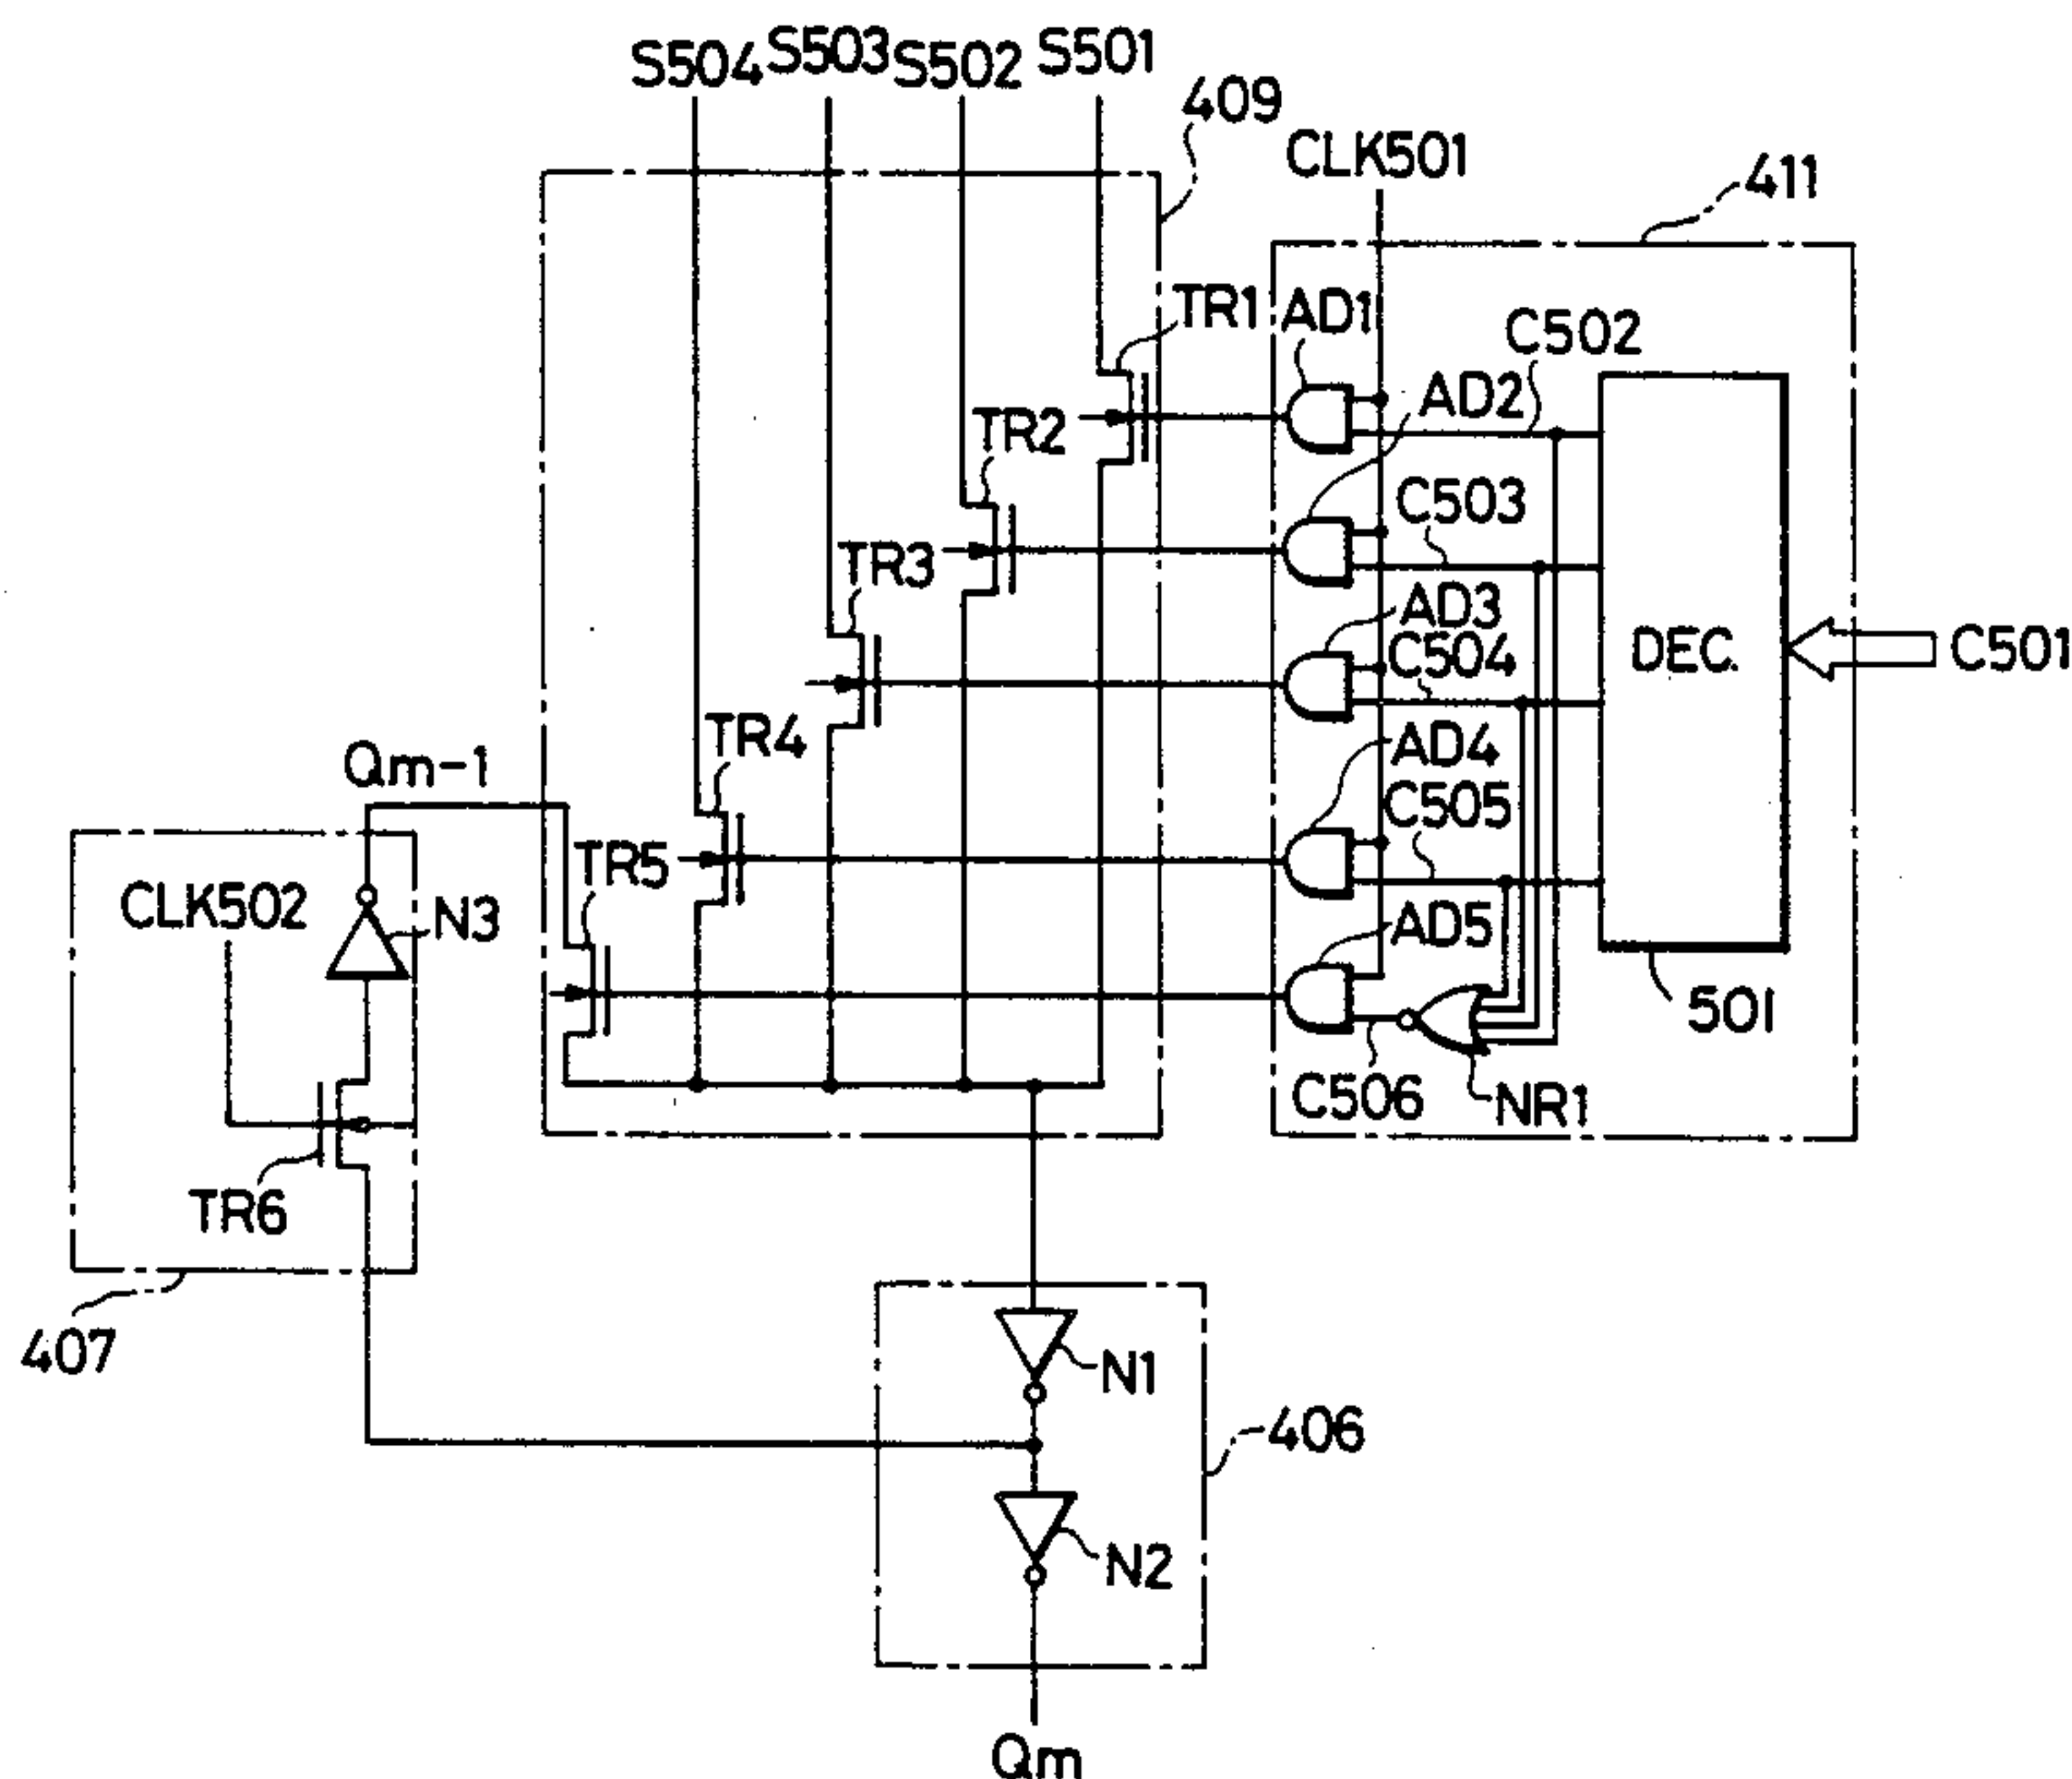 S504 S503 S502 S501
409
CLK501
411
TR1
AD1
C502
AD2
TR2
C503
TR3
AD3
C504
DEC.
C501
TR4
AD4
Qm-1
C505
TR5
CLK502
N3
AD5
501
C506
NR1
TR6
407
N1
406
N2
Qm